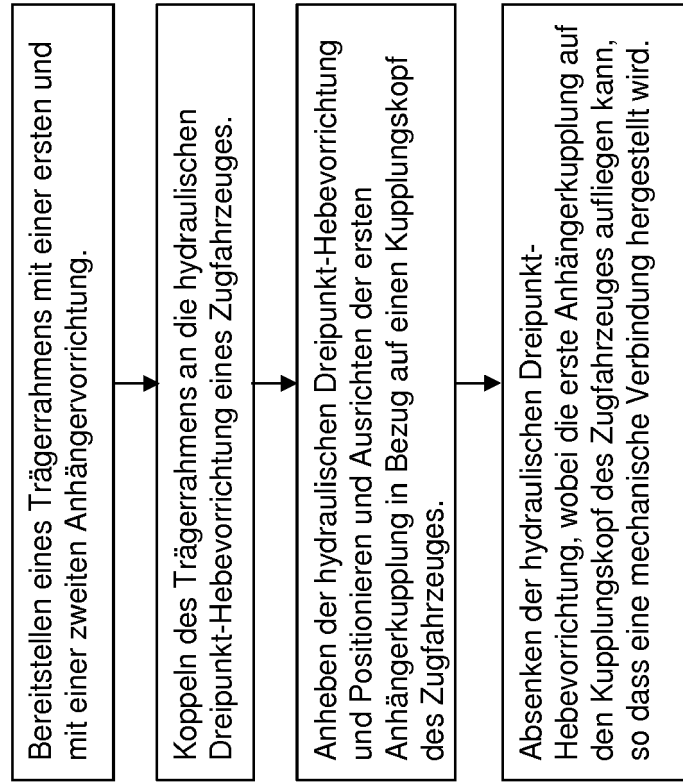 Bereitstellen eines Trägerrahmens mit einer ersten und
mit einer zweiten Anhängervorrichtung.
Koppeln des Trägerrahmens an die hydraulischen
Dreipunkt-Hebevorrichtung eines Zugfahrzeuges.
Anheben der hydraulischen Dreipunkt-Hebevorrichtung
und Positionieren und Ausrichten der ersten
Anhängerkupplung in Bezug auf einen Kupplungskopf
des Zugfahrzeuges.
Absenken der hydraulischen Dreipunkt-
Hebevorrichtung, wobei die erste Anhängerkupplung auf
den Kupplungskopf des Zugfahrzeuges aufliegen kann,
so dass eine mechanische Verbindung hergestellt wird.